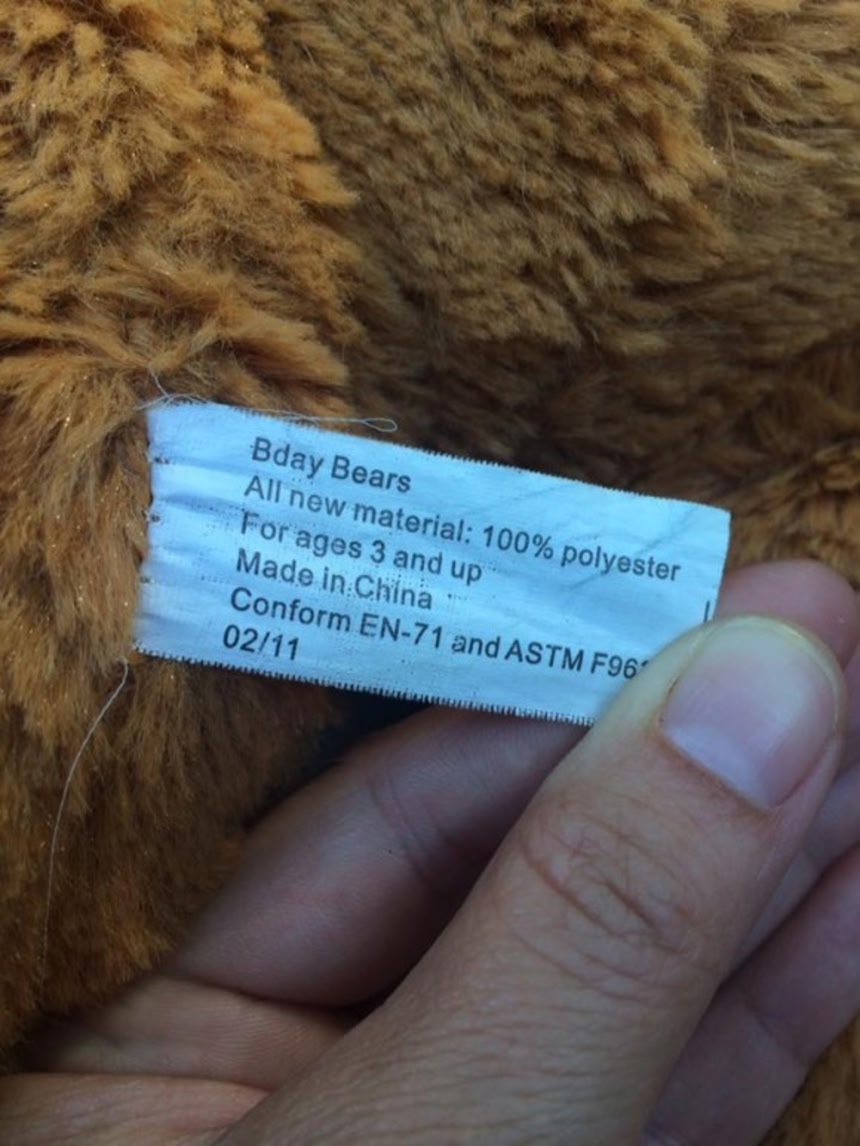 Bday Bears
All new material: 100% polyester
For ages 3 and up
Made in China
Conform EN-71 and ASTM
02/11